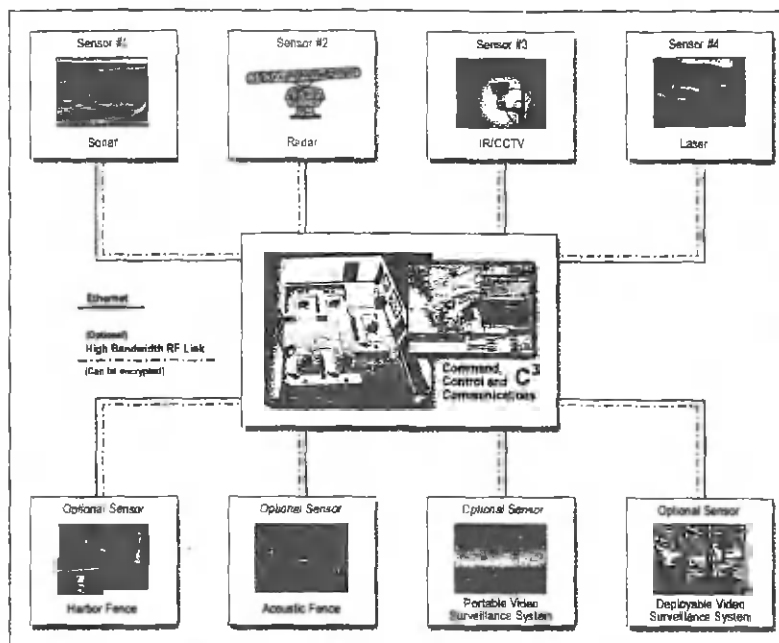 Sensor #1
Sonar
Sensor #2
Radar
Sensor #3
IR/CCTV
Sensor #4
Laser
Ethernet
(Optional)
High Bandwidth RF Link
(Can be encrypted)
Command,
Control and C3
Communications
Optional Sensor
Harbor Fence
Optional Sensor
Acoustic Fence
Optional Sensor
Portable Video
Surveillance System
Optional Sensor
Deployable Video
Surveillance System